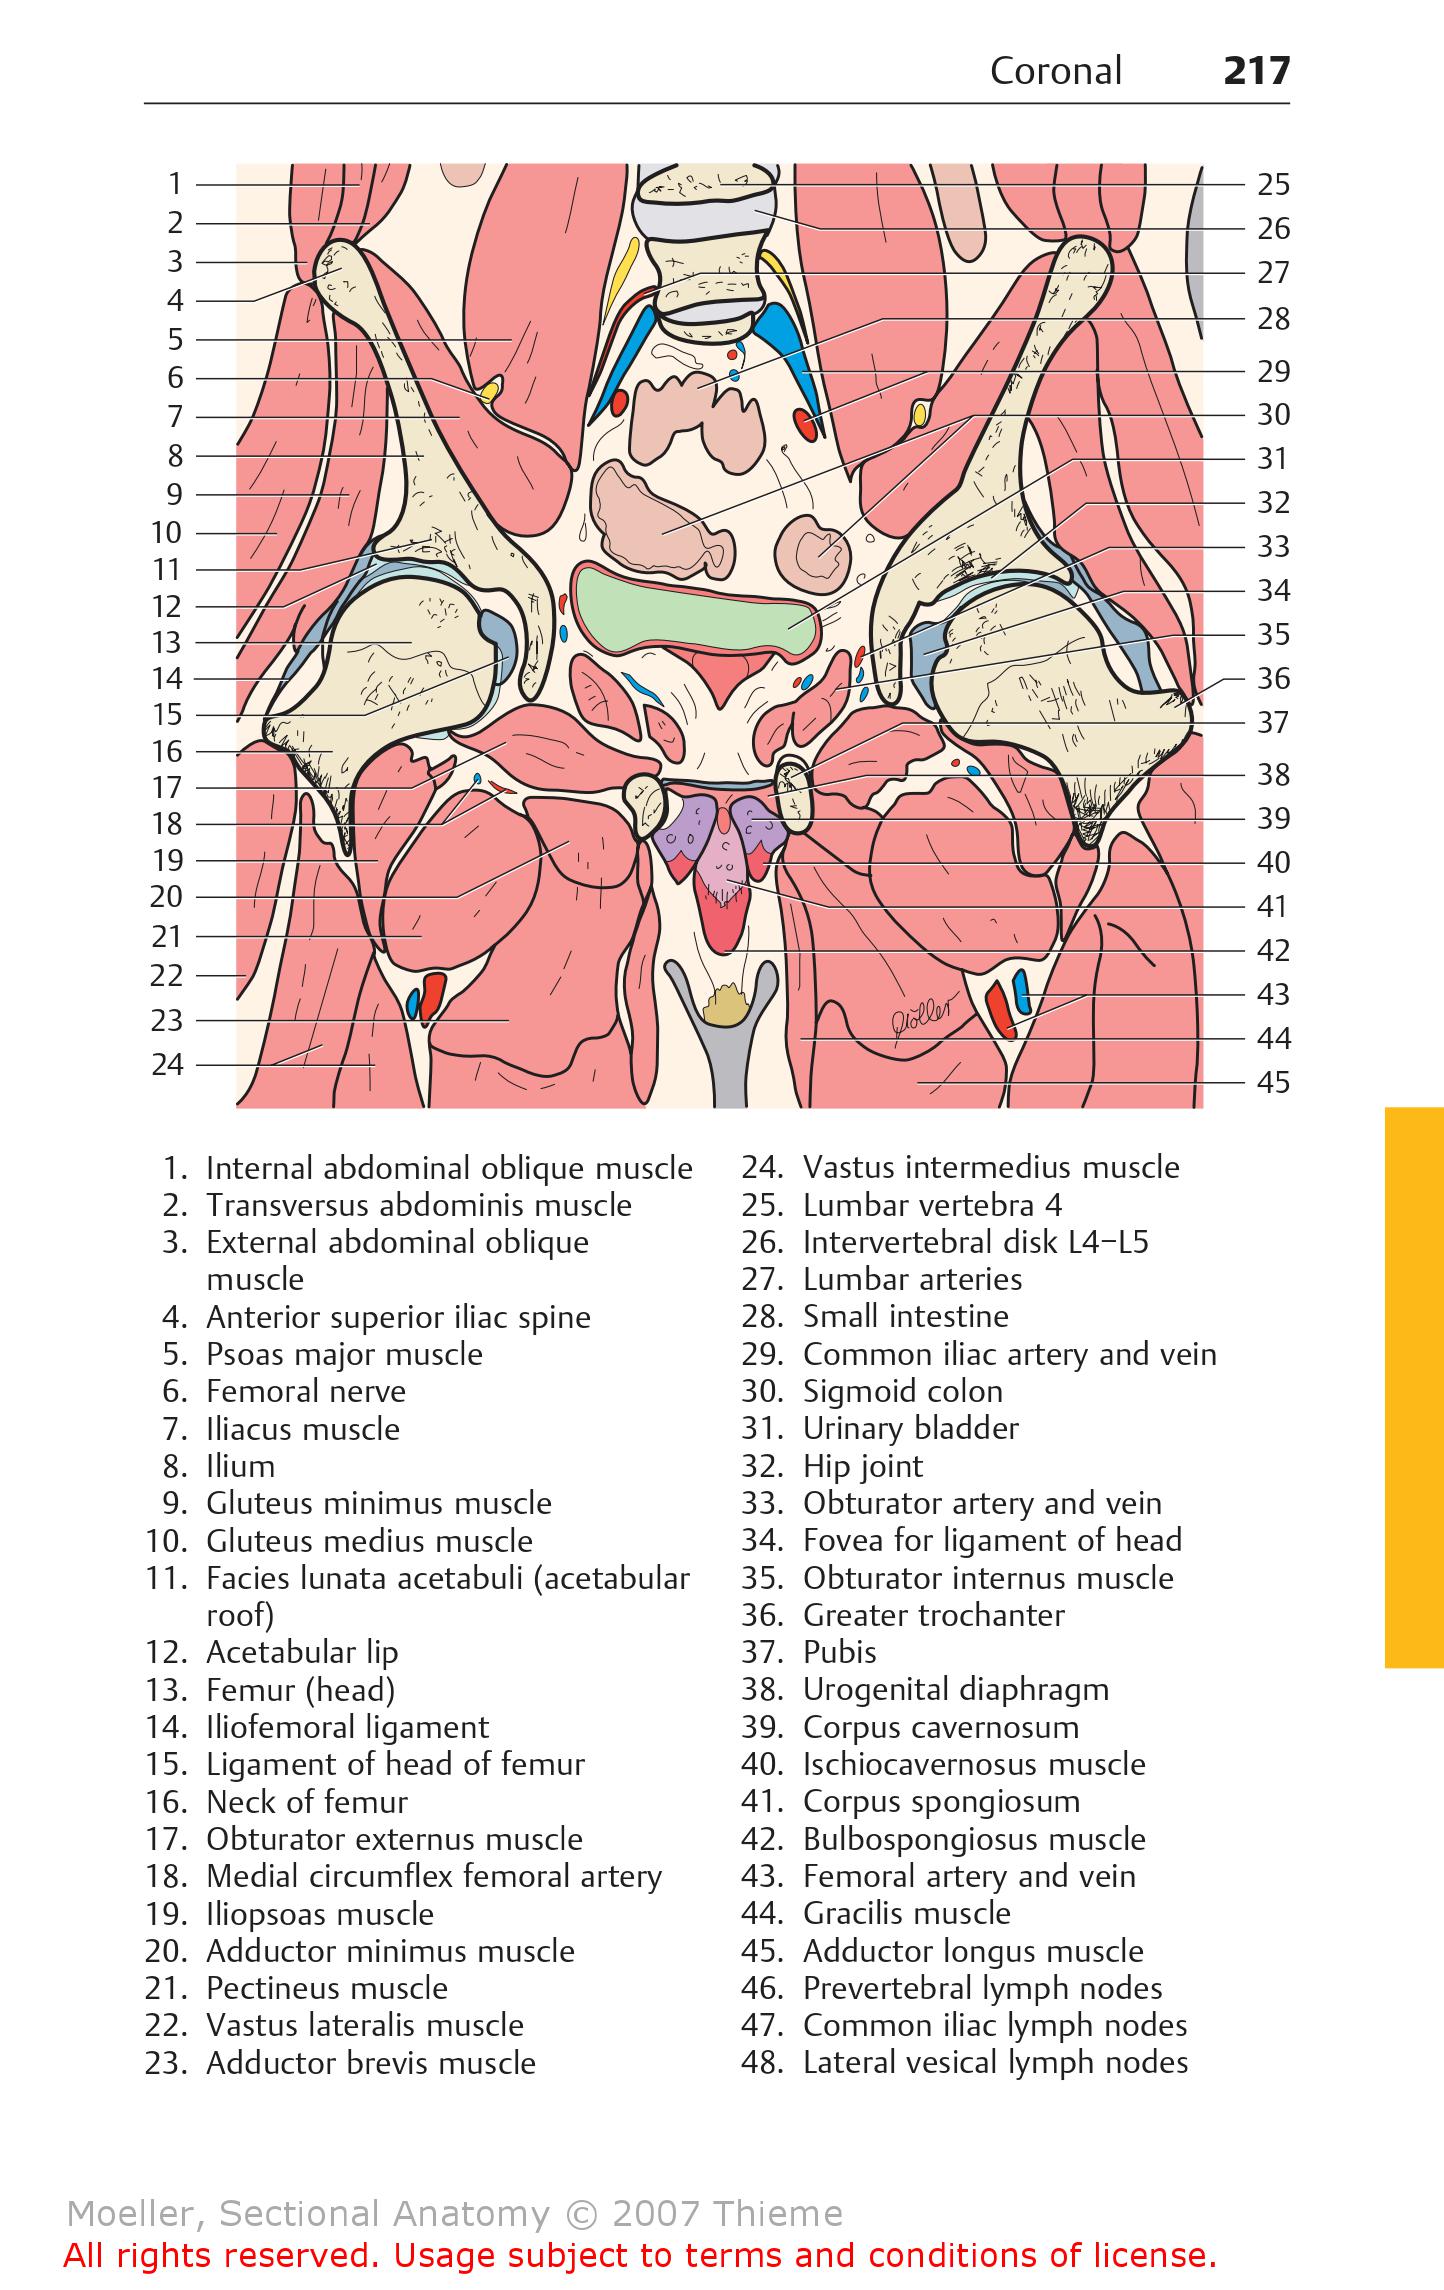 Coronal 217
1 25
2 26
3 27
4 28
5 29
6 30
7 31
8 32
9 33
10 34
11 35
12 36
13 37
14 38
15 39
16 40
17 41
18 42
19 43
20 44
21 45
22
23
24
Möller
1. Internal abdominal oblique muscle
2. Transversus abdominis muscle
3. External abdominal oblique
muscle
4. Anterior superior iliac spine
5. Psoas major muscle
6. Femoral nerve
7. Iliacus muscle
8. Ilium
9. Gluteus minimus muscle
10. Gluteus medius muscle
11. Facies lunata acetabuli (acetabular
roof)
12. Acetabular lip
13. Femur (head)
14. Iliofemoral ligament
15. Ligament of head of femur
16. Neck of femur
17. Obturator externus muscle
18. Medial circumflex femoral artery
19. Iliopsoas muscle
20. Adductor minimus muscle
21. Pectineus muscle
22. Vastus lateralis muscle
23. Adductor brevis muscle
24. Vastus intermedius muscle
25. Lumbar vertebra 4
26. Intervertebral disk L4–L5
27. Lumbar arteries
28. Small intestine
29. Common iliac artery and vein
30. Sigmoid colon
31. Urinary bladder
32. Hip joint
33. Obturator artery and vein
34. Fovea for ligament of head
35. Obturator internus muscle
36. Greater trochanter
37. Pubis
38. Urogenital diaphragm
39. Corpus cavernosum
40. Ischiocavernosus muscle
41. Corpus spongiosum
42. Bulbospongiosus muscle
43. Femoral artery and vein
44. Gracilis muscle
45. Adductor longus muscle
46. Prevertebral lymph nodes
47. Common iliac lymph nodes
48. Lateral vesical lymph nodes
Moeller, Sectional Anatomy © 2007 Thieme
All rights reserved. Usage subject to terms and conditions of license.